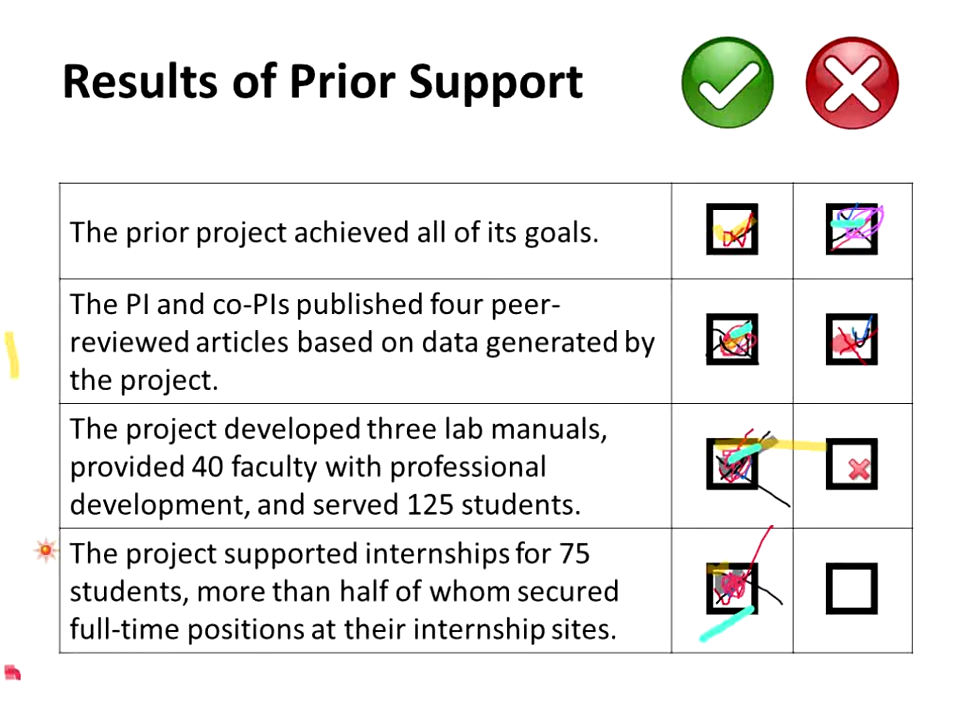 Results of Prior Support
The prior project achieved all of its goals.
The PI and co-PIs published four peer-
reviewed articles based on data generated by
the project.
The project developed three lab manuals,
provided 40 faculty with professional
development, and served 125 students.
The project supported internships for 75
students, more than half of whom secured
full-time positions at their internship sites.